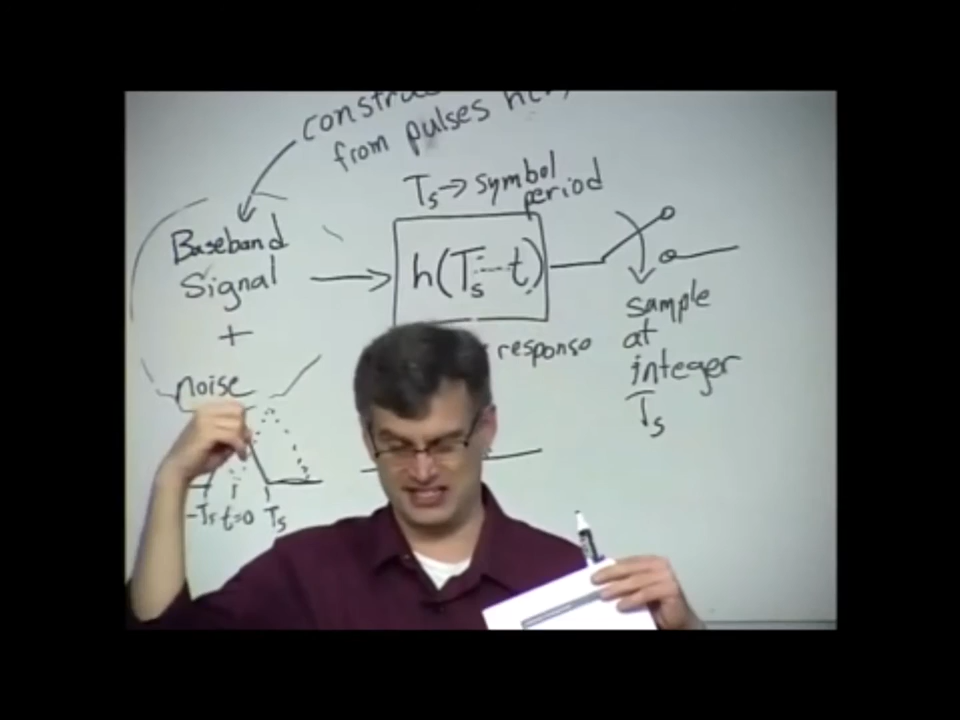 from pulses
Ts → symbol
period
Baseband
Signal
+
noise
h(Ts - t)
response
sample
at
integer
Ts
-Ts t=0 Ts